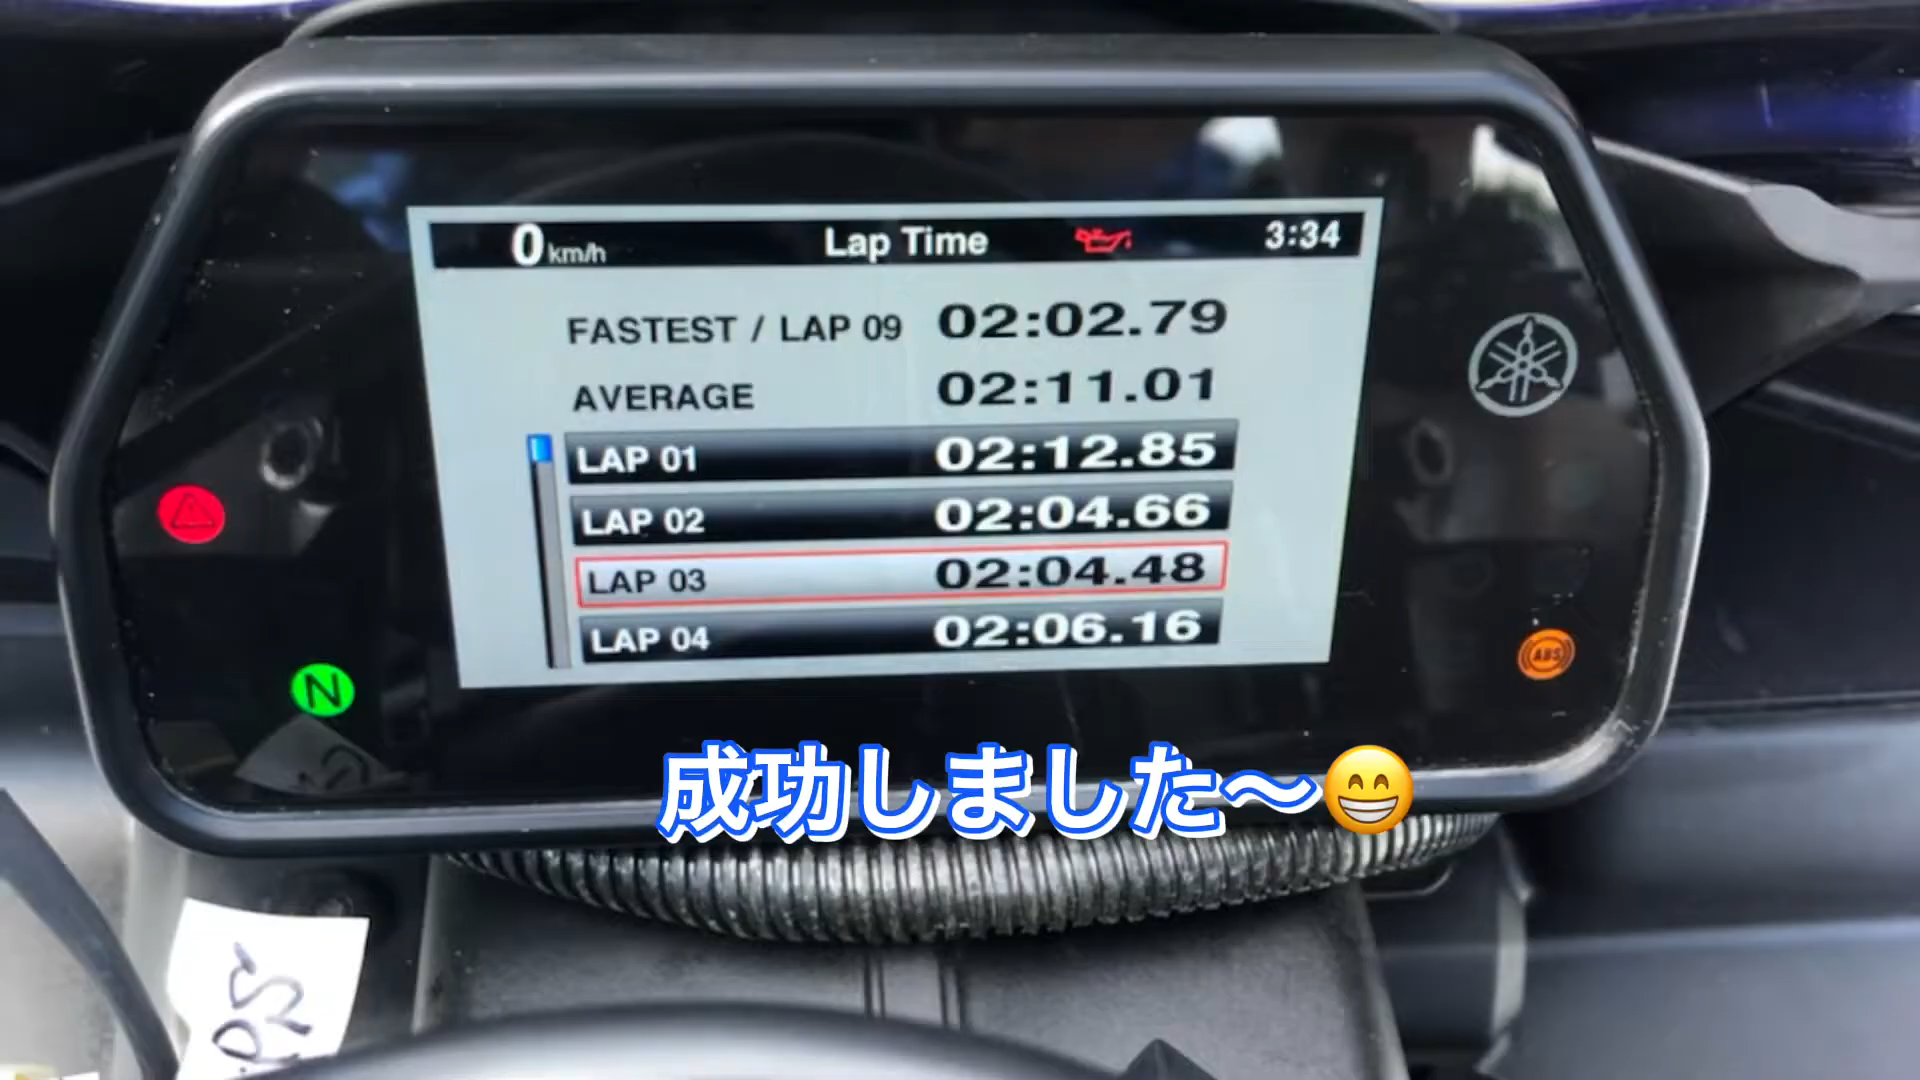 0 km/h Lap Time 3:34
FASTEST / LAP 09 02:02.79
AVERAGE 02:11.01
LAP 01 02:12.85
LAP 02 02:04.66
LAP 03 02:04.48
LAP 04 02:06.16
N
ABS
成功しました〜😁